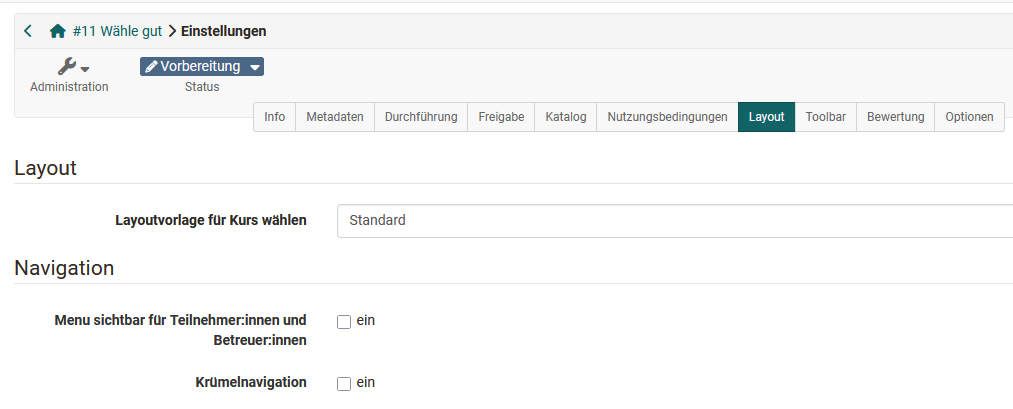 #11 Wähle gut > Einstellungen
Administration
Vorbereitung
Status
Info Metadaten Durchführung Freigabe Katalog Nutzungsbedingungen Layout Toolbar Bewertung Optionen
Layout
Layoutvorlage für Kurs wählen Standard
Navigation
Menu sichtbar für Teilnehmer:innen und ein
Betreuer:innen
Krümelnavigation ein